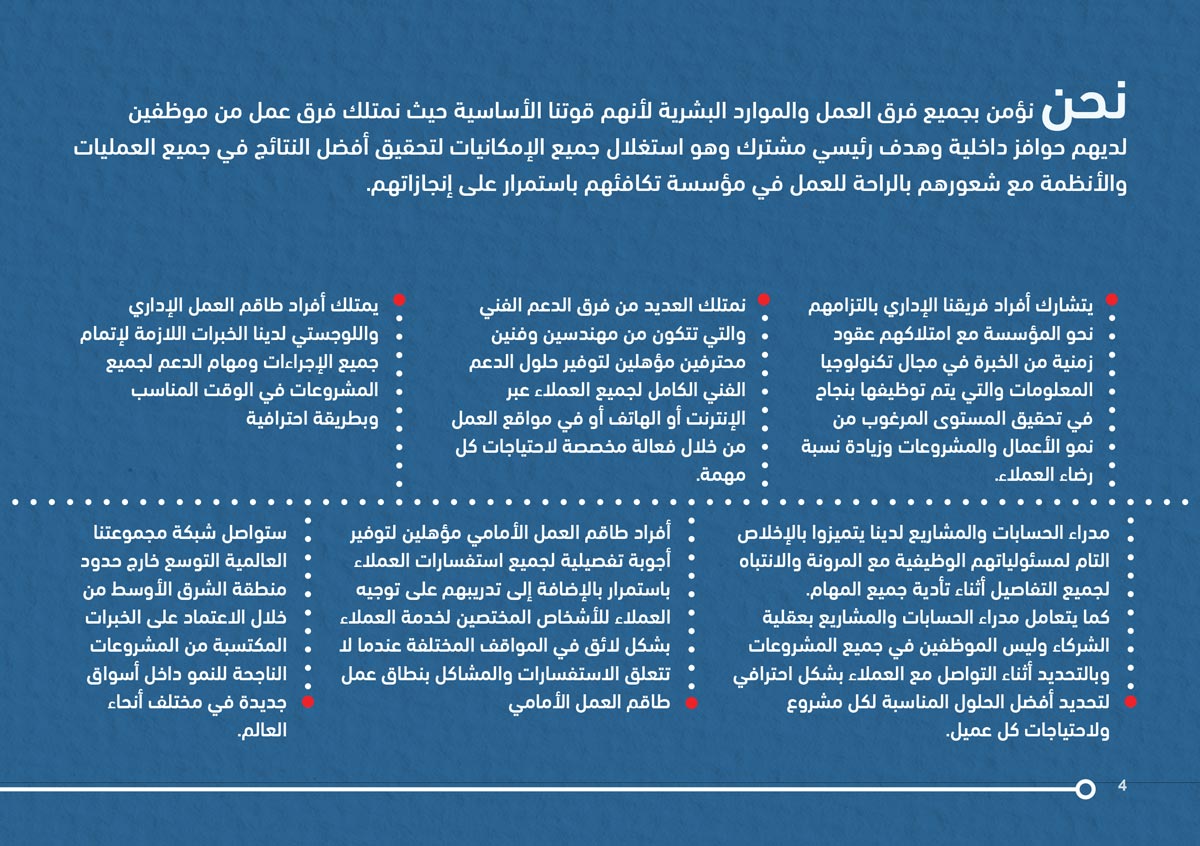 نحن نؤمن بجميع فرق العمل والموارد البشرية لأنهم قوتنا الأساسية حيث نمتلك فرق عمل من موظفين
لديهم حوافز داخلية وهدف رئيسي مشترك وهو استغلال جميع الإمكانيات لتحقيق أفضل النتائج في جميع العمليات
والأنظمة مع شعورهم بالراحة للعمل في مؤسسة تكافئهم باستمرار على إنجازاتهم.
يتشارك أفراد فريقنا الإداري بالتزامهم
نحو المؤسسة مع امتلاكهم عقود
زمنية من الخبرة في مجال تكنولوجيا
المعلومات والتي يتم توظيفها بنجاح
في تحقيق المستوى المرغوب من
نمو الأعمال والمشروعات وزيادة نسبة
رضاء العملاء.
نمتلك العديد من فرق الدعم الفني
والتي تتكون من مهندسين وفنين
محترفين مؤهلين لتوفير حلول الدعم
الفني الكامل لجميع العملاء عبر
الإنترنت أو الهاتف أو في مواقع العمل
من خلال فعالة مخصصة لاحتياجات كل
مهمة.
يمتلك أفراد طاقم العمل الإداري
واللوجستي لدينا الخبرات اللازمة لإتمام
جميع الإجراءات ومهام الدعم لجميع
المشروعات في الوقت المناسب
وبطريقة احترافية
مدراء الحسابات والمشاريع لدينا يتميزوا بالإخلاص
التام لمسئولياتهم الوظيفية مع المرونة والانتباه
لجميع التفاصيل أثناء تأدية جميع المهام.
كما يتعامل مدراء الحسابات والمشاريع بعقلية
الشركاء وليس الموظفين في جميع المشروعات
وبالتحديد أثناء التواصل مع العملاء بشكل احترافي
لتحديد أفضل الحلول المناسبة لكل مشروع
ولاحتياجات كل عميل.
أفراد طاقم العمل الأمامي مؤهلين لتوفير
أجوبة تفصيلية لجميع استفسارات العملاء
باستمرار بالإضافة إلى تدريبهم على توجيه
العملاء للأشخاص المختصين لخدمة العملاء
بشكل لائق في المواقف المختلفة عندما لا
تتعلق الاستفسارات والمشاكل بنطاق عمل
طاقم العمل الأمامي
ستواصل شبكة مجموعتنا
العالمية التوسع خارج حدود
منطقة الشرق الأوسط من
خلال الاعتماد على الخبرات
المكتسبة من المشروعات
الناجحة للنمو داخل أسواق
جديدة في مختلف أنحاء
العالم.
4